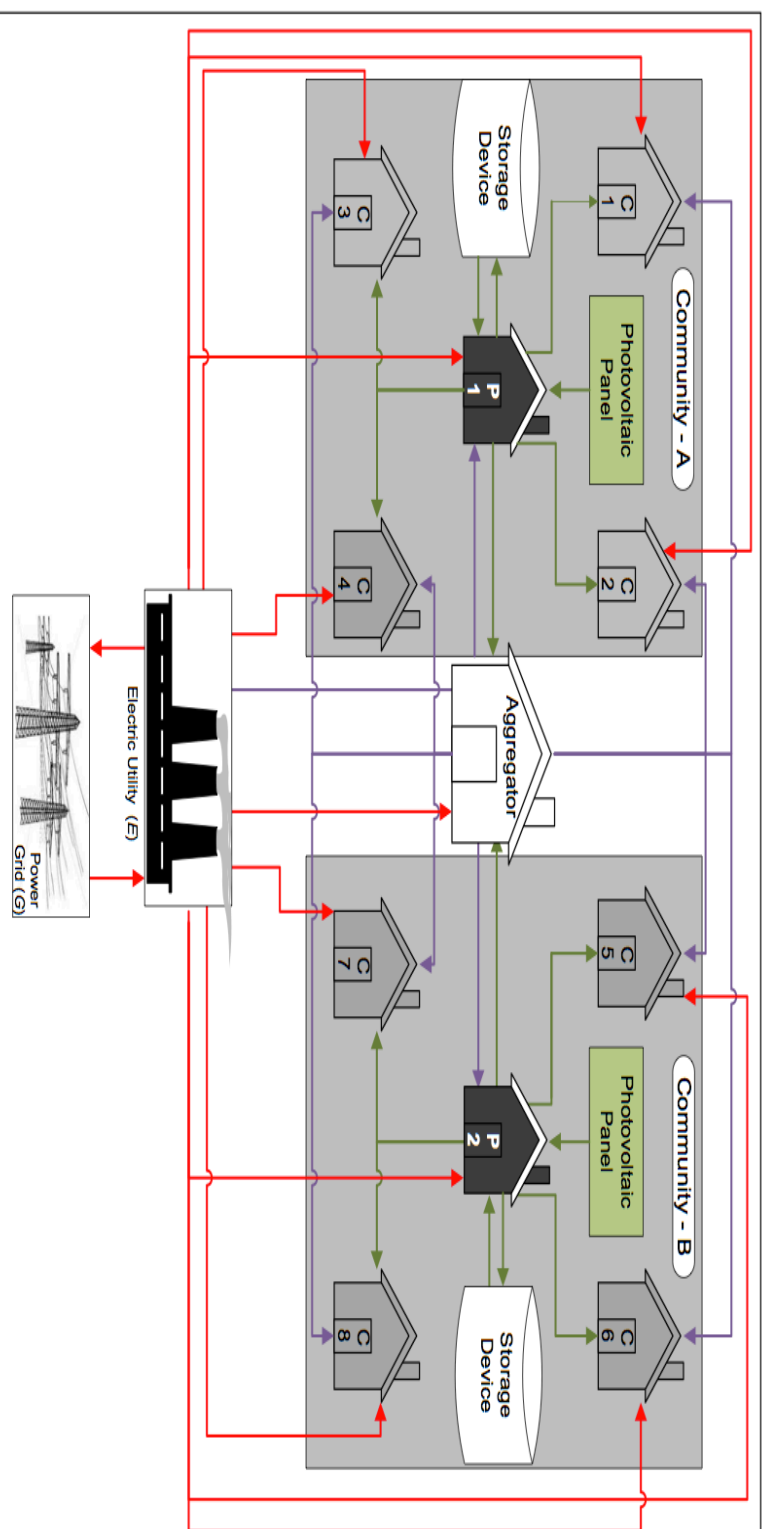 Community - A
Community - B
C
1
Photovoltaic
Panel
C
2
C
5
Photovoltaic
Panel
C
6
Storage
Device
P
1
Aggregator
P
2
Storage
Device
C
3
C
4
C
7
C
8
Electric Utility (E)
Power
Grid (G)